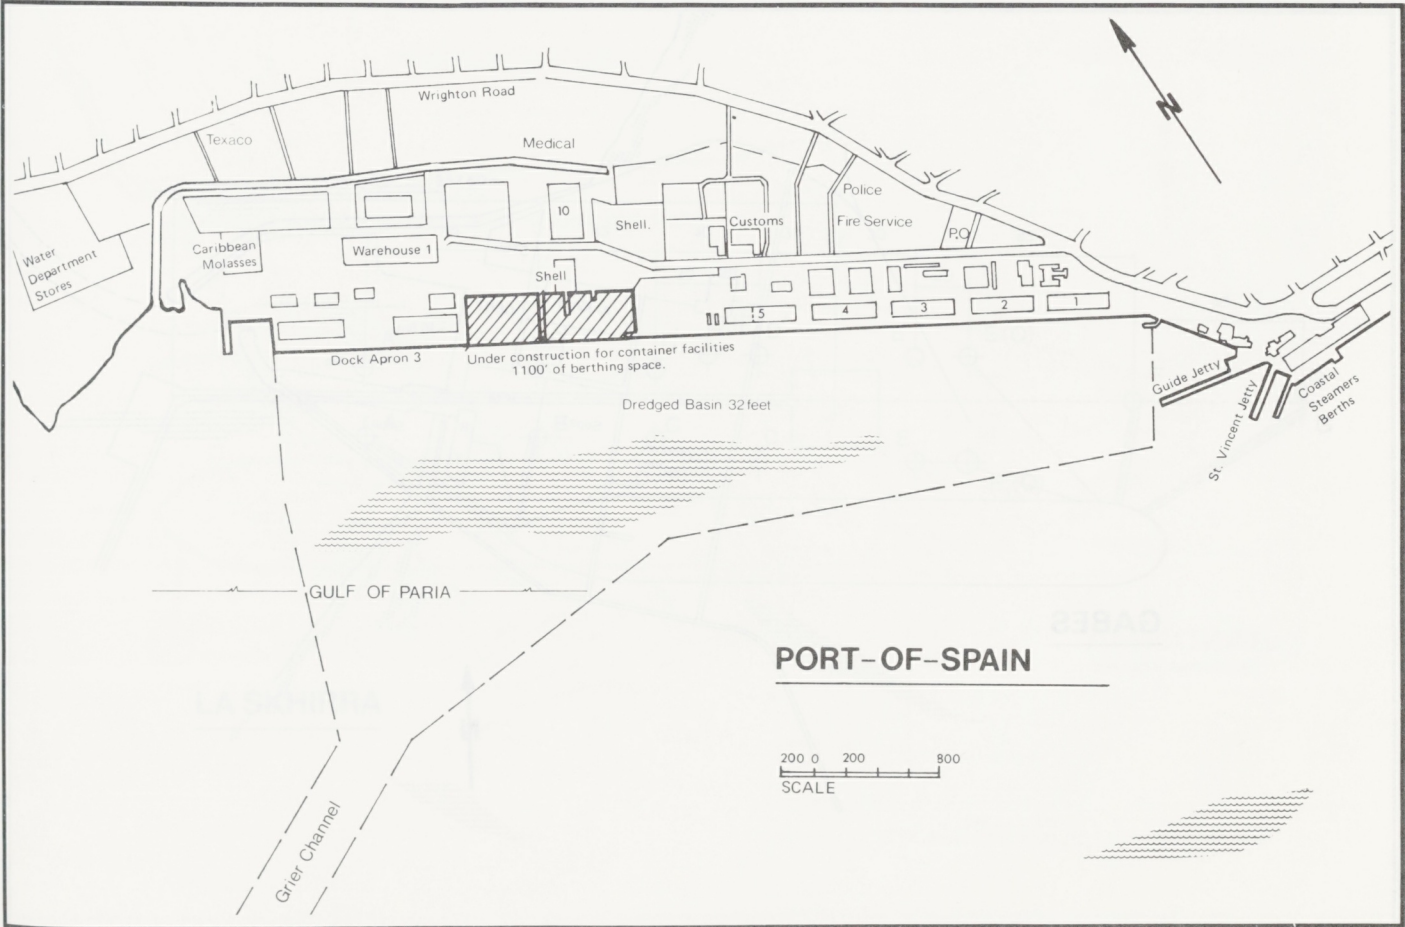 N
Wrighton Road
Texaco
Medical
Police
10
Shell.
Customs
Fire Service
P.O
Water
Department
Stores
Caribbean
Molasses
Warehouse 1
Shell
5
4
3
2
1
Dock Apron 3
Under construction for container facilities
1100' of berthing space.
Guide Jetty
St. Vincent Jetty
Coastal
Steamers
Berths
Dredged Basin 32feet
GULF OF PARIA
PORT-OF-SPAIN
200 0 200 800
SCALE
Grier Channel
GABES